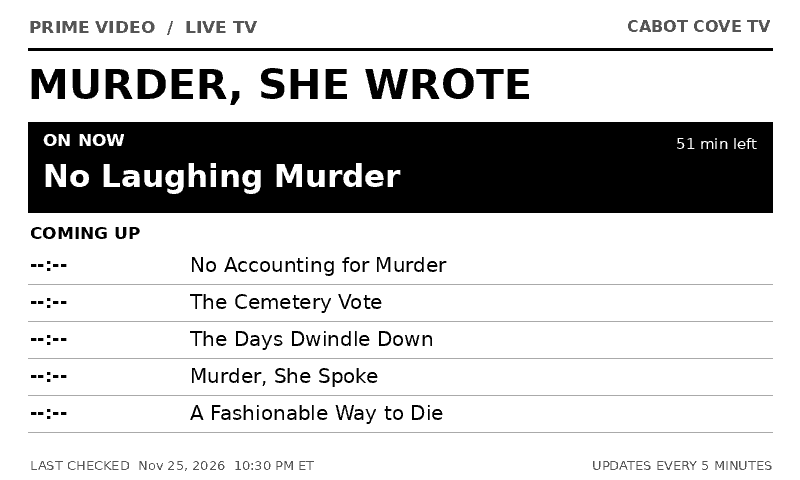 PRIME VIDEO / LIVE TV
CABOT COVE TV
MURDER, SHE WROTE
ON NOW
51 min left
No Laughing Murder
COMING UP
--:-- No Accounting for Murder
--:-- The Cemetery Vote
--:-- The Days Dwindle Down
--:-- Murder, She Spoke
--:-- A Fashionable Way to Die
LAST CHECKED Nov 25, 2026 10:30 PM ET
UPDATES EVERY 5 MINUTES